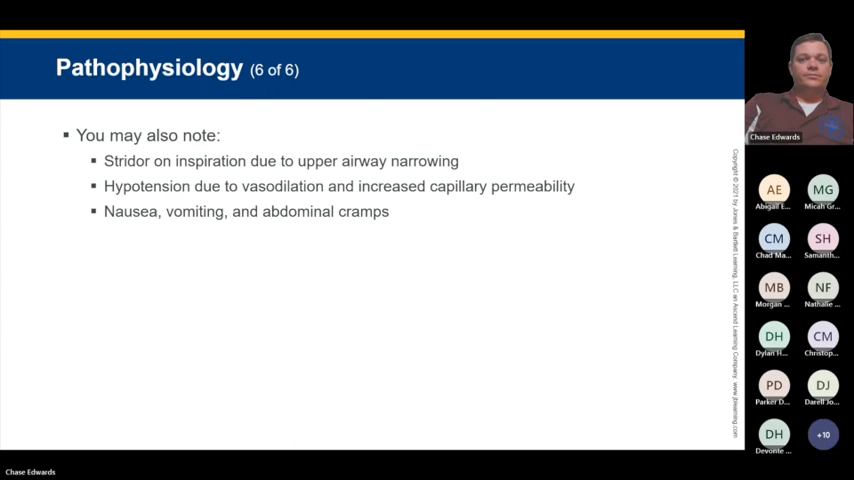 Pathophysiology (6 of 6)
▪ You may also note:
▪ Stridor on inspiration due to upper airway narrowing
▪ Hypotension due to vasodilation and increased capillary permeability
▪ Nausea, vomiting, and abdominal cramps
Copyright © 2021 by Jones & Bartlett Learning, LLC an Ascend Learning Company. www.jblearning.com
Chase Edwards
AE
MG
Abigail E...
Micah Gr...
CM
SH
Chad Ma...
Samanth...
MB
NF
Morgan ...
Nathalie ...
DH
CM
Dylan H...
Christop...
PD
DJ
Parker D...
Darell Jo...
DH
+10
Devonte ...
Chase Edwards